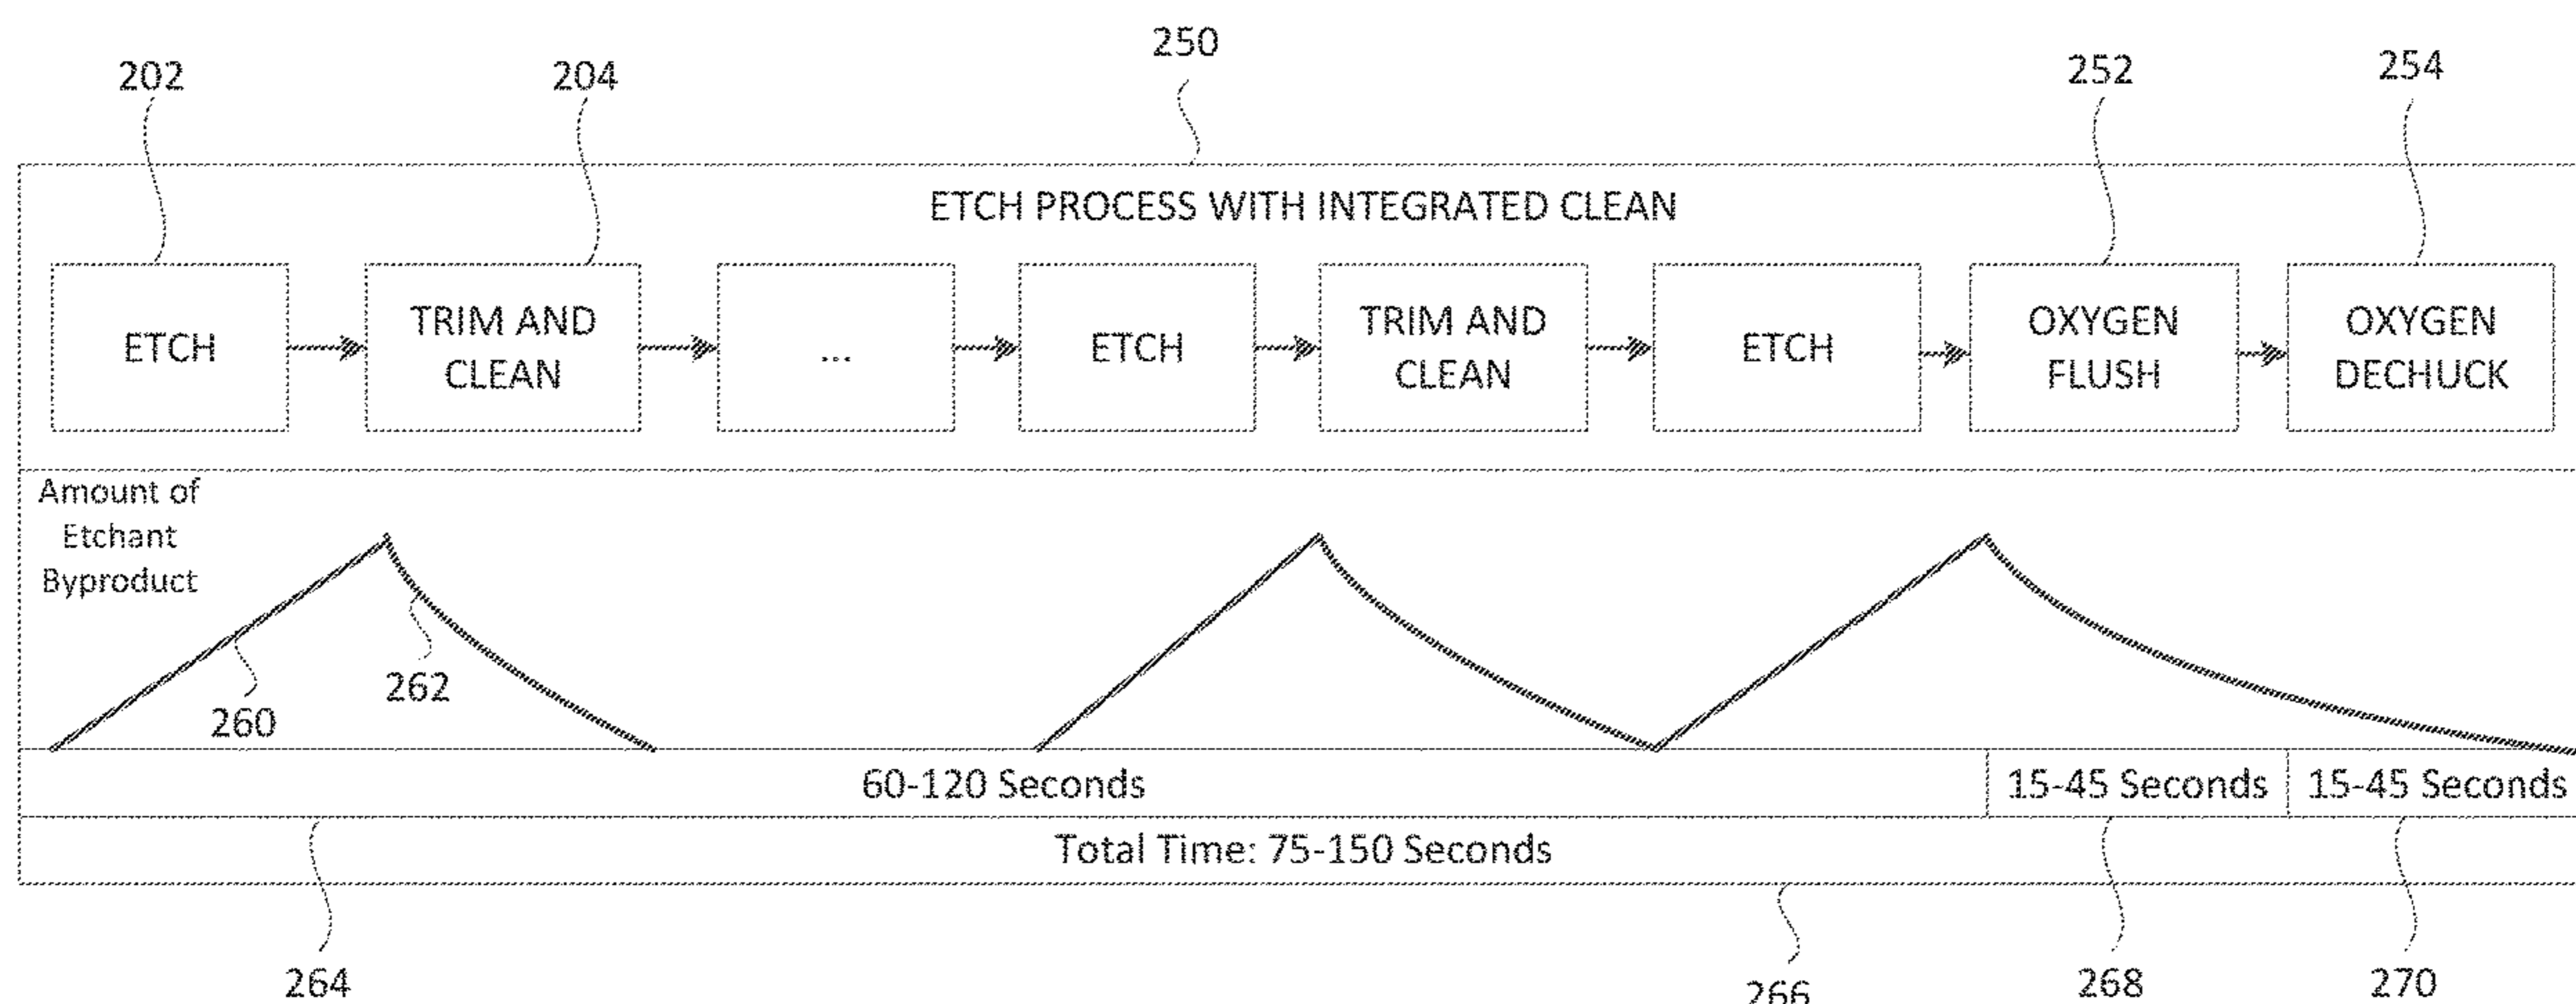 250
202
204
252
254
ETCH PROCESS WITH INTEGRATED CLEAN
ETCH
TRIM AND
CLEAN
...
ETCH
TRIM AND
CLEAN
ETCH
OXYGEN
FLUSH
OXYGEN
DECHUCK
Amount of
Etchant
Byproduct
260
262
60-120 Seconds
15-45 Seconds
15-45 Seconds
Total Time: 75-150 Seconds
264
266
268
270